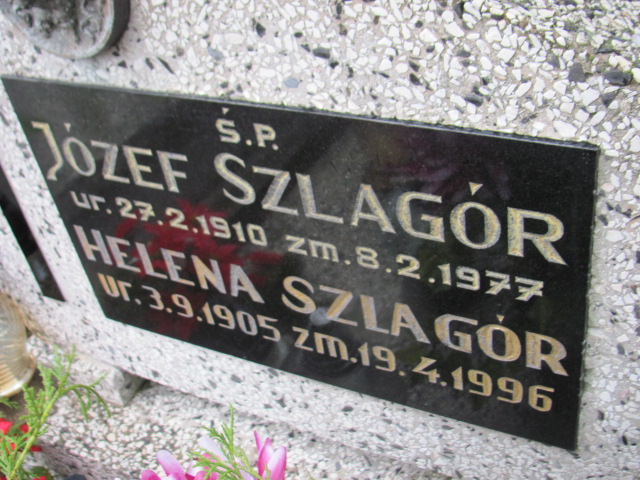 Ś.P.
JÓZEF SZLAGÓR
ur. 27.2.1910 zm. 8.2.1977
HELENA SZLAGÓR
ur. 3.9.1905 zm. 19.4.1996